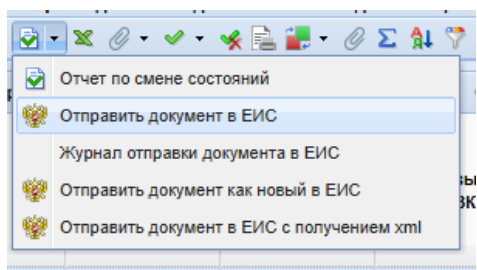 Отчет по смене состояний
Отправить документ в ЕИС
Журнал отправки документа в ЕИС
Отправить документ как новый в ЕИС
Отправить документ в ЕИС с получением xml